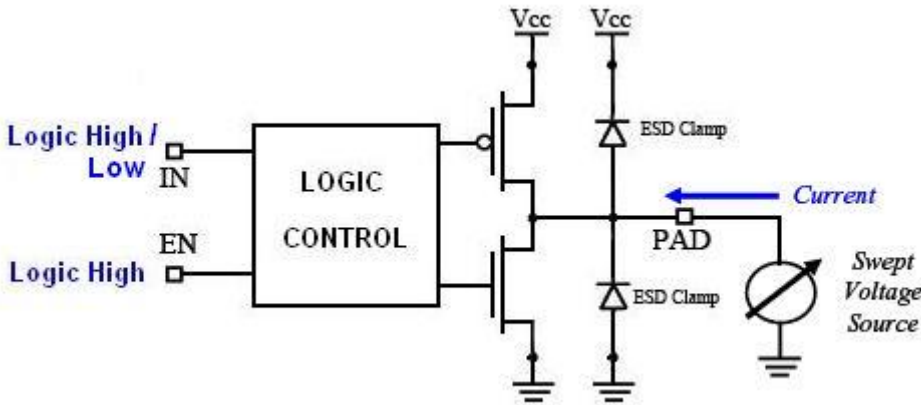 Vcc
Vcc
Logic High /
Low
IN
ESD Clamp
LOGIC
CONTROL
Current
EN
PAD
Logic High
ESD Clamp
Swept
Voltage
Source